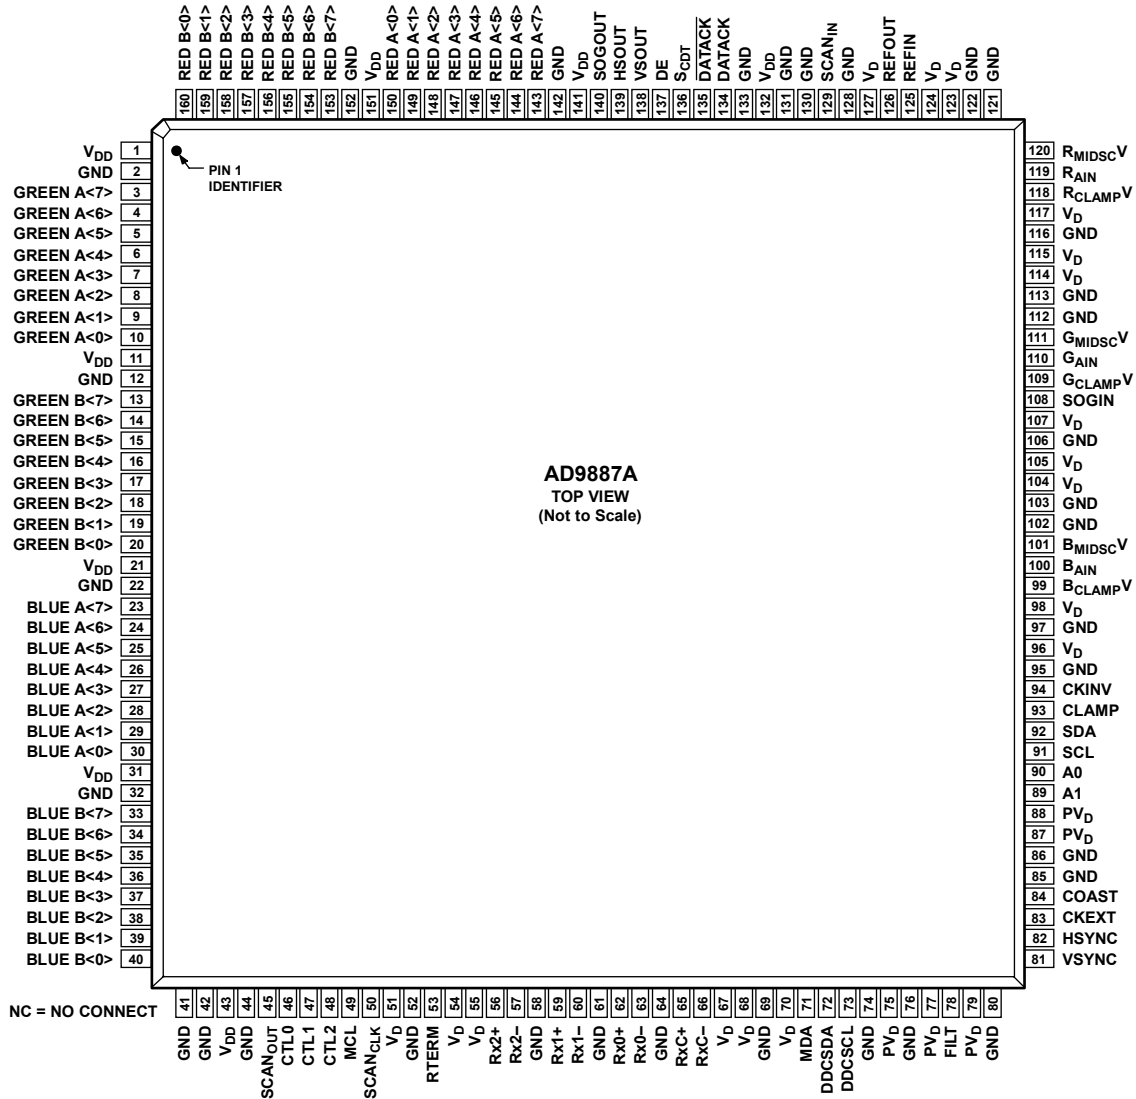 RED B<0>
RED B<1>
RED B<2>
RED B<3>
RED B<4>
RED B<5>
RED B<6>
RED B<7>
GND
VDD
RED A<0>
RED A<1>
RED A<2>
RED A<3>
RED A<4>
RED A<5>
RED A<6>
RED A<7>
GND
VDD
SOGOUT
HSOUT
VSOUT
DE
SCDT
DATACK
DATACK
GND
VDD
GND
GND
SCANIN
GND
VD
REFOUT
REFIN
VD
VD
GND
GND
160 159 158 157 156 155 154 153 152 151 150 149 148 147 146 145 144 143 142 141 140 139 138 137 136 135 134 133 132 131 130 129 128 127 126 125 124 123 122 121
VDD 1
GND 2
GREEN A<7> 3
GREEN A<6> 4
GREEN A<5> 5
GREEN A<4> 6
GREEN A<3> 7
GREEN A<2> 8
GREEN A<1> 9
GREEN A<0> 10
VDD 11
GND 12
GREEN B<7> 13
GREEN B<6> 14
GREEN B<5> 15
GREEN B<4> 16
GREEN B<3> 17
GREEN B<2> 18
GREEN B<1> 19
GREEN B<0> 20
VDD 21
GND 22
BLUE A<7> 23
BLUE A<6> 24
BLUE A<5> 25
BLUE A<4> 26
BLUE A<3> 27
BLUE A<2> 28
BLUE A<1> 29
BLUE A<0> 30
VDD 31
GND 32
BLUE B<7> 33
BLUE B<6> 34
BLUE B<5> 35
BLUE B<4> 36
BLUE B<3> 37
BLUE B<2> 38
BLUE B<1> 39
BLUE B<0> 40
PIN 1
IDENTIFIER
AD9887A
TOP VIEW
(Not to Scale)
120 RMIDSCV
119 RAIN
118 RCLAMPV
117 VD
116 GND
115 VD
114 VD
113 GND
112 GND
111 GMIDSCV
110 GAIN
109 GCLAMPV
108 SOGIN
107 VD
106 GND
105 VD
104 VD
103 GND
102 GND
101 BMIDSCV
100 BAIN
99 BCLAMPV
98 VD
97 GND
96 VD
95 GND
94 CKINV
93 CLAMP
92 SDA
91 SCL
90 A0
89 A1
88 PVD
87 PVD
86 GND
85 GND
84 COAST
83 CKEXT
82 HSYNC
81 VSYNC
NC = NO CONNECT
41 42 43 44 45 46 47 48 49 50 51 52 53 54 55 56 57 58 59 60 61 62 63 64 65 66 67 68 69 70 71 72 73 74 75 76 77 78 79 80
GND
GND
VDD
GND
SCANOUT
CTL0
CTL1
CTL2
MCL
SCANCLK
VD
GND
RTERM
VD
VD
Rx2+
Rx2−
GND
Rx1+
Rx1−
GND
Rx0+
Rx0−
GND
RxC+
RxC−
VD
VD
GND
VD
MDA
DDCSDA
DDCSCL
GND
PVD
GND
PVD
FILT
PVD
GND